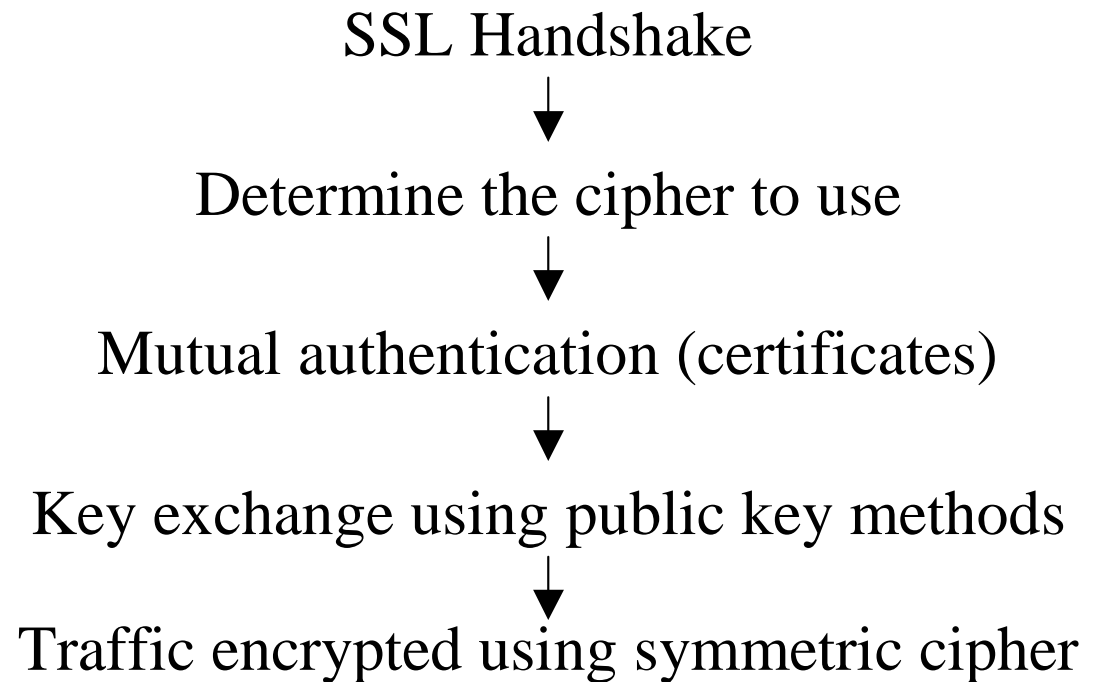 SSL Handshake
Determine the cipher to use
Mutual authentication (certificates)
Key exchange using public key methods
Traffic encrypted using symmetric cipher